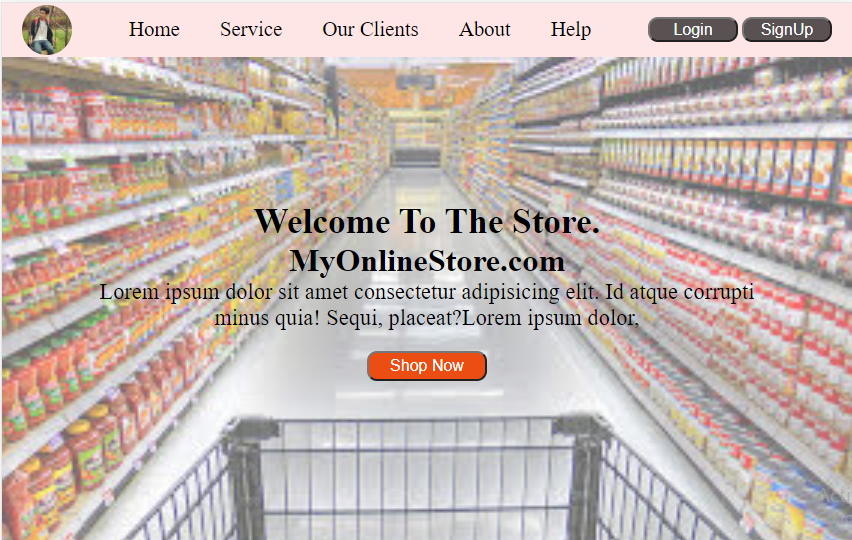 Home Service Our Clients About Help Login SignUp
Welcome To The Store.
MyOnlineStore.com
Lorem ipsum dolor sit amet consectetur adipisicing elit. Id atque corrupti
minus quia! Sequi, placeat?Lorem ipsum dolor,
Shop Now